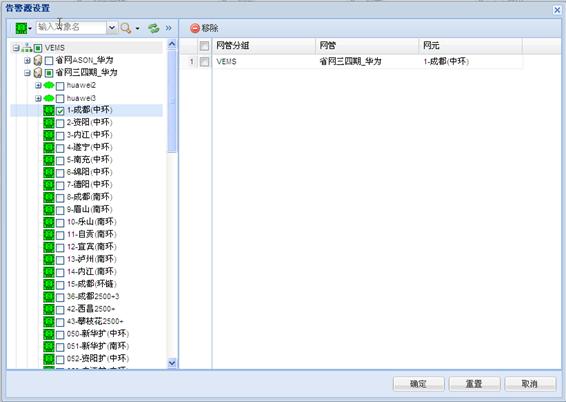 告警源设置
输入对象名
»
移除
VEMS
省网ASON_华为
省网三四期_华为
huawei2
huawei3
1-成都(中环)
2-资阳(中环)
3-内江(中环)
4-遂宁(中环)
5-南充(中环)
6-绵阳(中环)
7-德阳(中环)
8-成都(南环)
9-眉山(南环)
10-乐山(南环)
11-自贡(南环)
12-宜宾(南环)
13-泸州(南环)
14-内江(南环)
15-成都(环链)
36-成都2500+3
42-西昌2500+
43-攀枝花2500+
050-新华扩(中环)
051-新华扩(南环)
052-资阳扩(中环)
网管分组 网管 网元
1 VEMS 省网三四期_华为 1-成都(中环)
确定 重置 取消